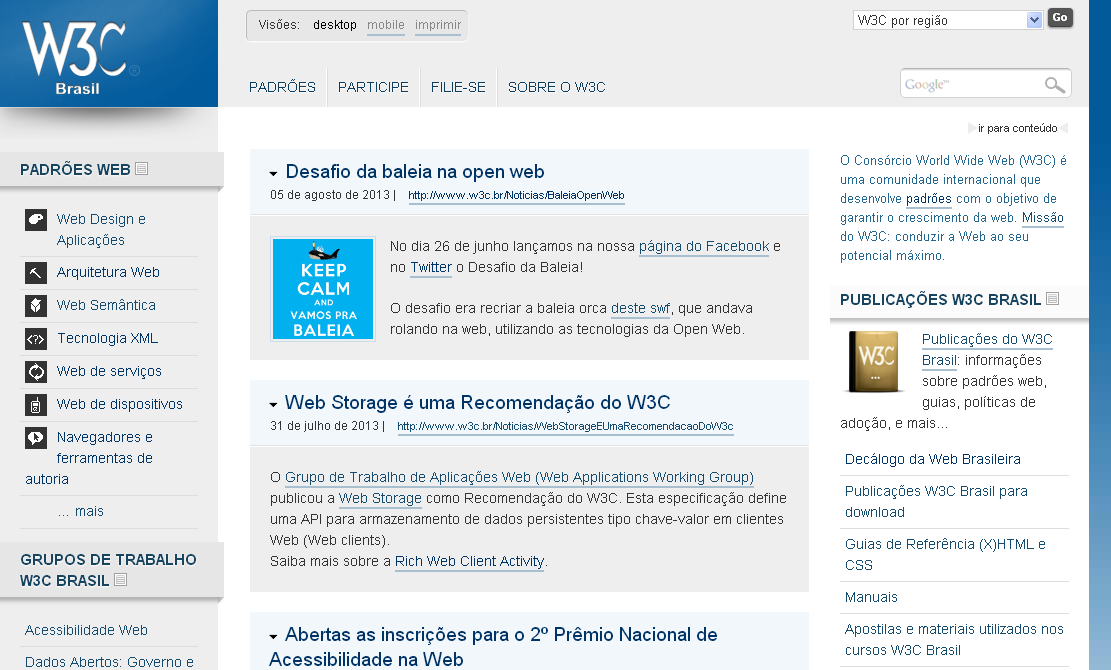 W3C
Brasil
Visões: desktop mobile imprimir
W3C por região
Go
PADRÕES
PARTICIPE
FILIE-SE
SOBRE O W3C
Google™
ir para conteúdo
PADRÕES WEB
Web Design e
Aplicações
Arquitetura Web
Web Semântica
Tecnologia XML
Web de serviços
Web de dispositivos
Navegadores e
ferramentas de
autoria
... mais
GRUPOS DE TRABALHO
W3C BRASIL
Acessibilidade Web
Dados Abertos: Governo e
Desafio da baleia na open web
05 de agosto de 2013 | http://www.w3c.br/Noticias/BaleiaOpenWeb
KEEP
CALM
AND
VAMOS PRA
BALEIA
No dia 26 de junho lançamos na nossa página do Facebook e
no Twitter o Desafio da Baleia!
O desafio era recriar a baleia orca deste swf, que andava
rolando na web, utilizando as tecnologias da Open Web.
Web Storage é uma Recomendação do W3C
31 de julho de 2013 | http://www.w3c.br/Noticias/WebStorageEUmaRecomendacaoDoW3c
O Grupo de Trabalho de Aplicações Web (Web Applications Working Group)
publicou a Web Storage como Recomendação do W3C. Esta especificação define
uma API para armazenamento de dados persistentes tipo chave-valor em clientes
Web (Web clients).
Saiba mais sobre a Rich Web Client Activity.
Abertas as inscrições para o 2º Prêmio Nacional de
Acessibilidade na Web
O Consórcio World Wide Web (W3C) é
uma comunidade internacional que
desenvolve padrões com o objetivo de
garantir o crescimento da web. Missão
do W3C: conduzir a Web ao seu
potencial máximo.
PUBLICAÇÕES W3C BRASIL
W3C
...
Publicações do W3C
Brasil: informações
sobre padrões web,
guias, políticas de
adoção, e mais...
Decálogo da Web Brasileira
Publicações W3C Brasil para
download
Guias de Referência (X)HTML e
CSS
Manuais
Apostilas e materiais utilizados nos
cursos W3C Brasil